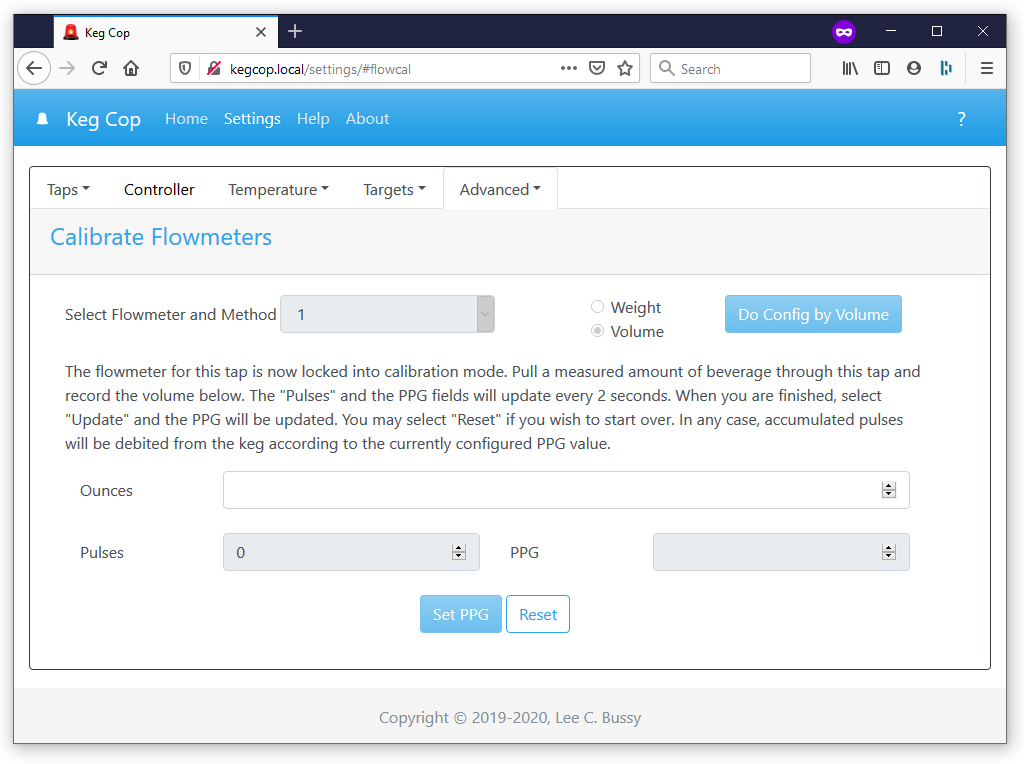 Keg Cop
kegcop.local/settings/#flowcal
Search
Keg Cop Home Settings Help About ?
Taps Controller Temperature Targets Advanced
Calibrate Flowmeters
Select Flowmeter and Method 1
Weight
Volume
Do Config by Volume
The flowmeter for this tap is now locked into calibration mode. Pull a measured amount of beverage through this tap and
record the volume below. The "Pulses" and the PPG fields will update every 2 seconds. When you are finished, select
"Update" and the PPG will be updated. You may select "Reset" if you wish to start over. In any case, accumulated pulses
will be debited from the keg according to the currently configured PPG value.
Ounces
Pulses 0 PPG
Set PPG Reset
Copyright © 2019-2020, Lee C. Bussy